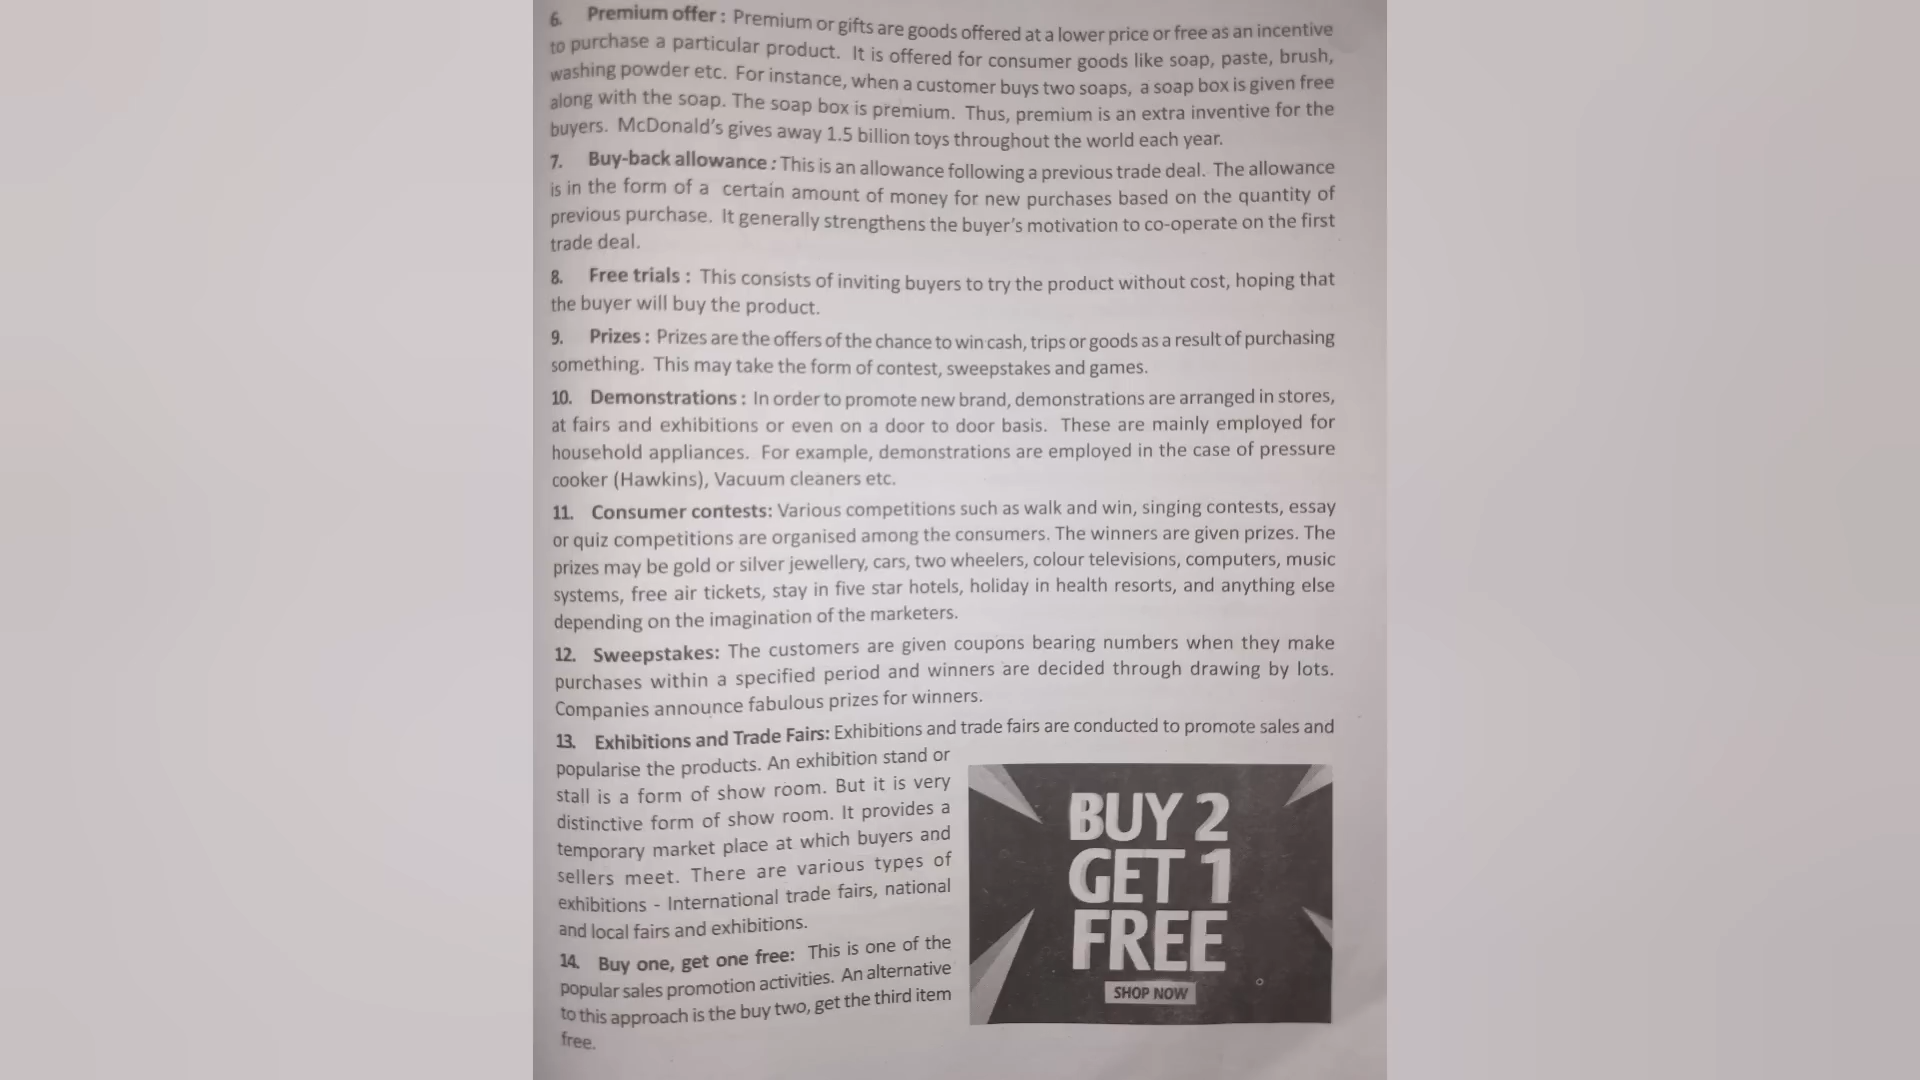 6. Premium offer : Premium or gifts are goods offered at a lower price or free as an incentive
to purchase a particular product. It is offered for consumer goods like soap, paste, brush,
washing powder etc. For instance, when a customer buys two soaps, a soap box is given free
along with the soap. The soap box is premium. Thus, premium is an extra inventive for the
buyers. McDonald's gives away 1.5 billion toys throughout the world each year.
7. Buy-back allowance : This is an allowance following a previous trade deal. The allowance
is in the form of a certain amount of money for new purchases based on the quantity of
previous purchase. It generally strengthens the buyer's motivation to co-operate on the first
trade deal.
8. Free trials : This consists of inviting buyers to try the product without cost, hoping that
the buyer will buy the product.
9. Prizes : Prizes are the offers of the chance to win cash, trips or goods as a result of purchasing
something. This may take the form of contest, sweepstakes and games.
10. Demonstrations : In order to promote new brand, demonstrations are arranged in stores,
at fairs and exhibitions or even on a door to door basis. These are mainly employed for
household appliances. For example, demonstrations are employed in the case of pressure
cooker (Hawkins), Vacuum cleaners etc.
11. Consumer contests: Various competitions such as walk and win, singing contests, essay
or quiz competitions are organised among the consumers. The winners are given prizes. The
prizes may be gold or silver jewellery, cars, two wheelers, colour televisions, computers, music
systems, free air tickets, stay in five star hotels, holiday in health resorts, and anything else
depending on the imagination of the marketers.
12. Sweepstakes: The customers are given coupons bearing numbers when they make
purchases within a specified period and winners are decided through drawing by lots.
Companies announce fabulous prizes for winners.
13. Exhibitions and Trade Fairs: Exhibitions and trade fairs are conducted to promote sales and
popularise the products. An exhibition stand or
stall is a form of show room. But it is very
distinctive form of show room. It provides a
temporary market place at which buyers and
sellers meet. There are various types of
exhibitions - International trade fairs, national
and local fairs and exhibitions.
14. Buy one, get one free: This is one of the
popular sales promotion activities. An alternative
to this approach is the buy two, get the third item
free.
BUY 2
GET 1
FREE
SHOP NOW